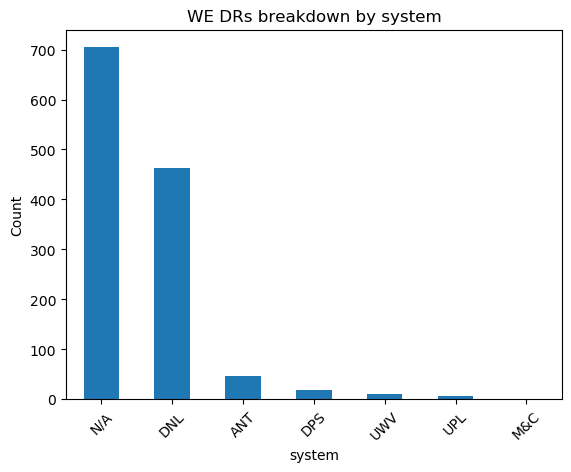 WE DRs breakdown by system
700
600
500
400
300
200
100
0
Count
N/A
DNL
ANT
DPS
UWV
UPL
M&C
system